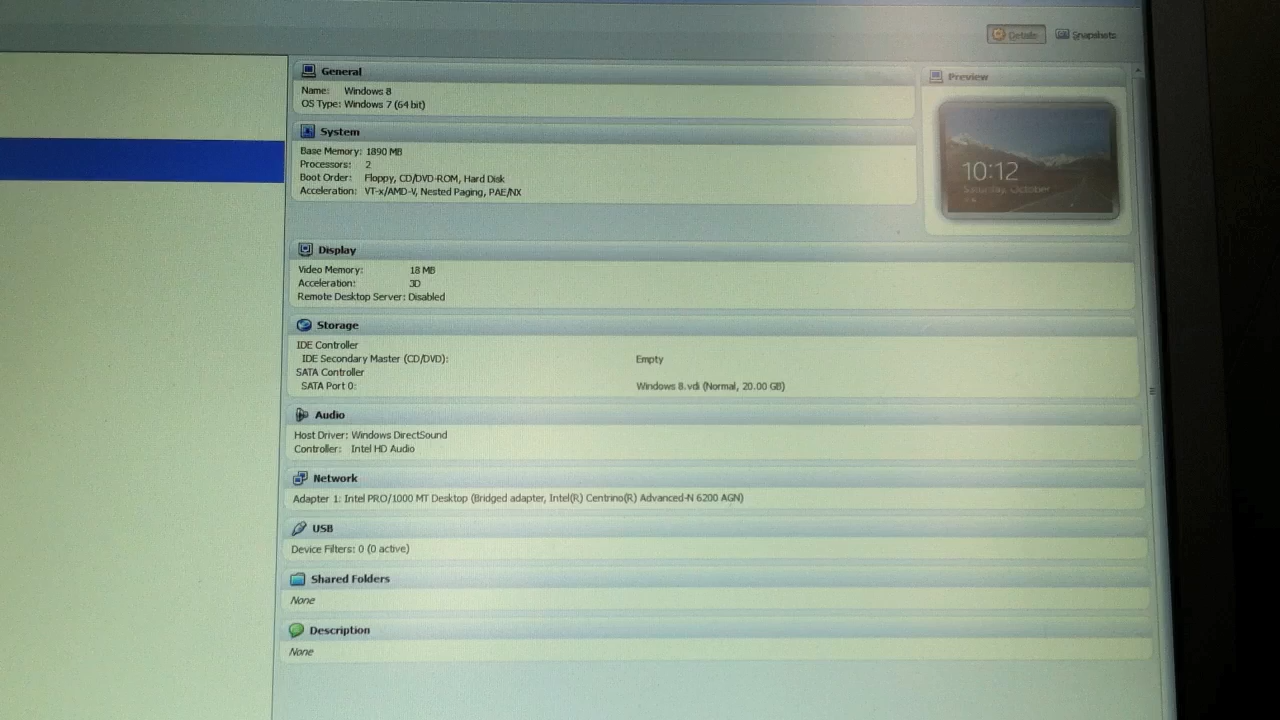 Details Snapshots
General
Name: Windows 8
OS Type: Windows 7 (64 bit)
System
Base Memory: 1890 MB
Processors: 2
Boot Order: Floppy, CD/DVD-ROM, Hard Disk
Acceleration: VT-x/AMD-V, Nested Paging, PAE/NX
Preview
10:12
Saturday, October
Display
Video Memory: 18 MB
Acceleration: 3D
Remote Desktop Server: Disabled
Storage
IDE Controller
IDE Secondary Master (CD/DVD): Empty
SATA Controller
SATA Port 0: Windows 8.vdi (Normal, 20.00 GB)
Audio
Host Driver: Windows DirectSound
Controller: Intel HD Audio
Network
Adapter 1: Intel PRO/1000 MT Desktop (Bridged adapter, Intel(R) Centrino(R) Advanced-N 6200 AGN)
USB
Device Filters: 0 (0 active)
Shared Folders
None
Description
None